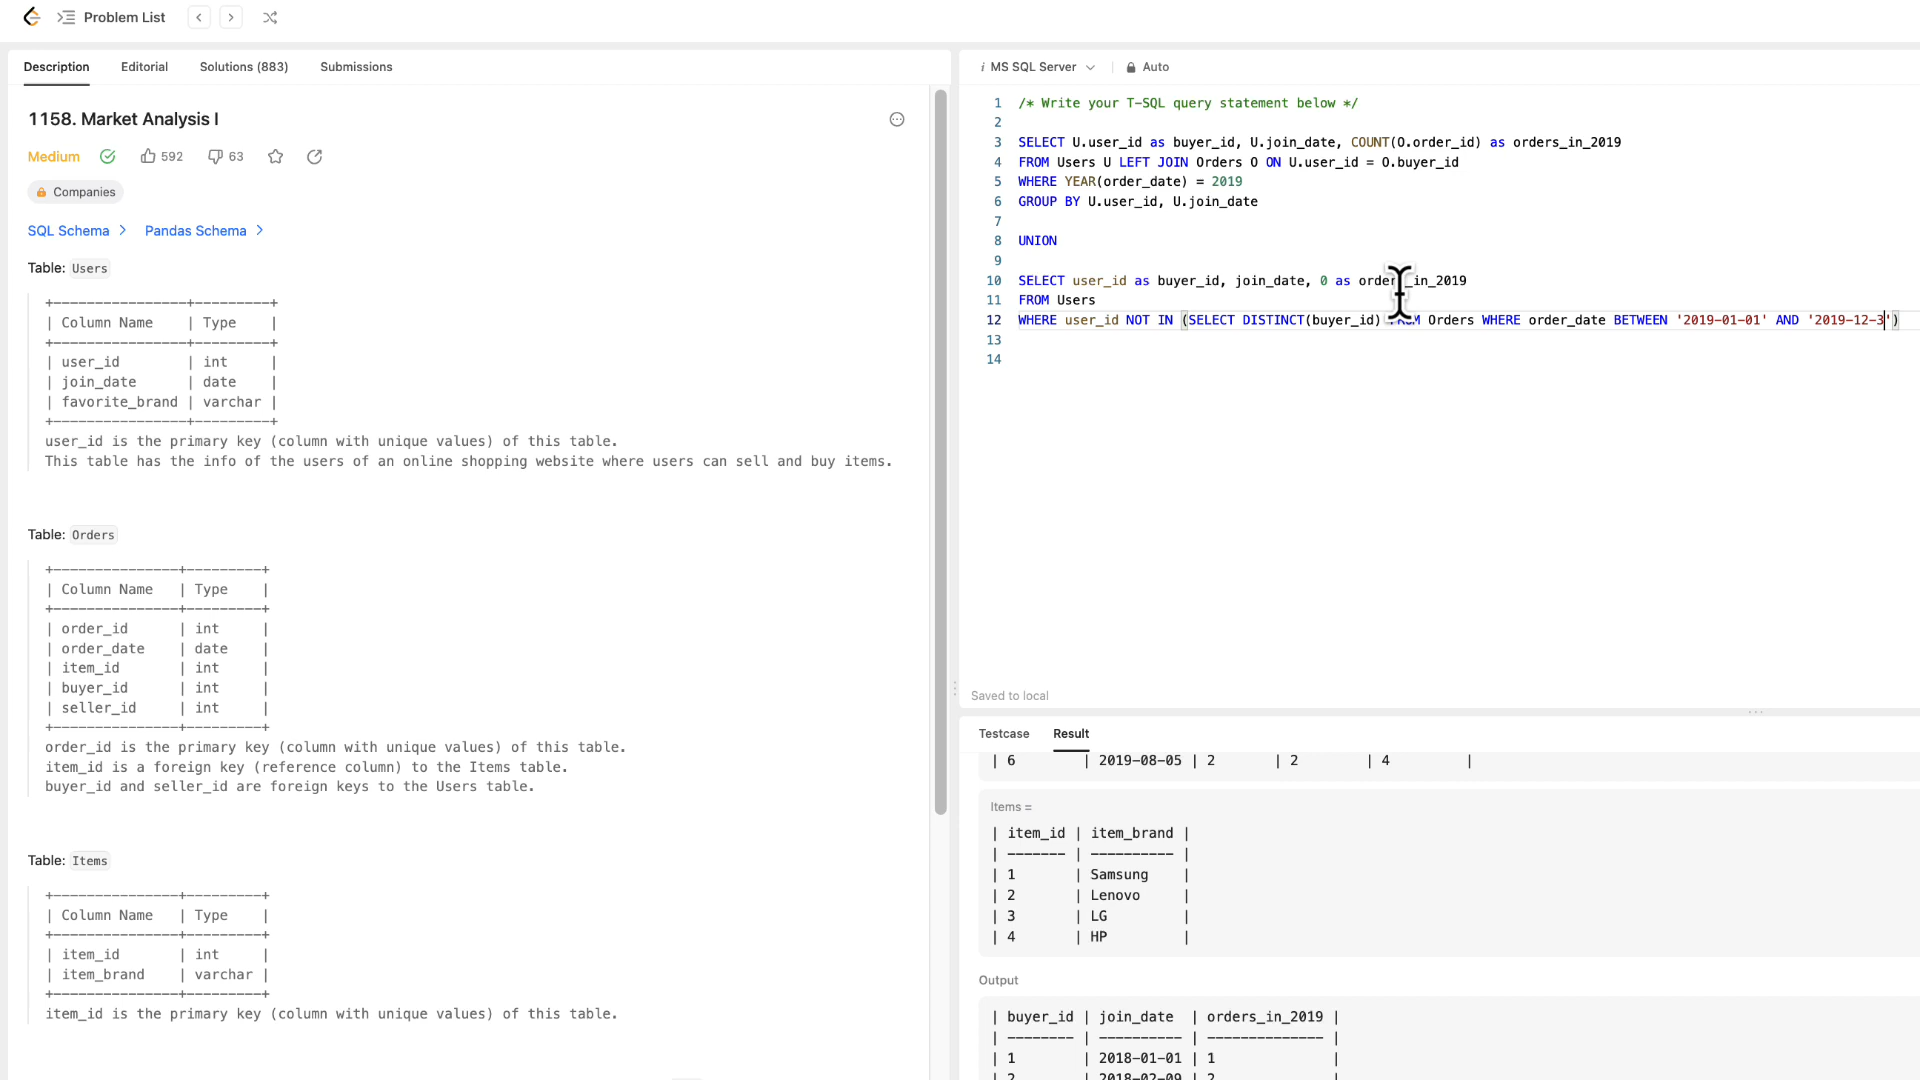 Problem List
Description Editorial Solutions (883) Submissions
1158. Market Analysis I
Medium 592 63
Companies
SQL Schema > Pandas Schema >
Table: Users
+----------------+---------+
| Column Name | Type |
+----------------+---------+
| user_id | int |
| join_date | date |
| favorite_brand | varchar |
+----------------+---------+
user_id is the primary key (column with unique values) of this table.
This table has the info of the users of an online shopping website where users can sell and buy items.
Table: Orders
+---------------+---------+
| Column Name | Type |
+---------------+---------+
| order_id | int |
| order_date | date |
| item_id | int |
| buyer_id | int |
| seller_id | int |
+---------------+---------+
order_id is the primary key (column with unique values) of this table.
item_id is a foreign key (reference column) to the Items table.
buyer_id and seller_id are foreign keys to the Users table.
Table: Items
+---------------+---------+
| Column Name | Type |
+---------------+---------+
| item_id | int |
| item_brand | varchar |
+---------------+---------+
item_id is the primary key (column with unique values) of this table.
i MS SQL Server Auto
1 /* Write your T-SQL query statement below */
2
3 SELECT U.user_id as buyer_id, U.join_date, COUNT(O.order_id) as orders_in_2019
4 FROM Users U LEFT JOIN Orders O ON U.user_id = O.buyer_id
5 WHERE YEAR(order_date) = 2019
6 GROUP BY U.user_id, U.join_date
7
8 UNION
9
10 SELECT user_id as buyer_id, join_date, 0 as orders_in_2019
11 FROM Users
12 WHERE user_id NOT IN (SELECT DISTINCT(buyer_id) FROM Orders WHERE order_date BETWEEN '2019-01-01' AND '2019-12-3')
13
14
Saved to local
Testcase Result
| 6 | 2019-08-05 | 2 | 2 | 4 |
Items =
| item_id | item_brand |
| ------- | ---------- |
| 1 | Samsung |
| 2 | Lenovo |
| 3 | LG |
| 4 | HP |
Output
| buyer_id | join_date | orders_in_2019 |
| -------- | ---------- | -------------- |
| 1 | 2018-01-01 | 1 |
| 2 | 2018-02-09 | 2 |